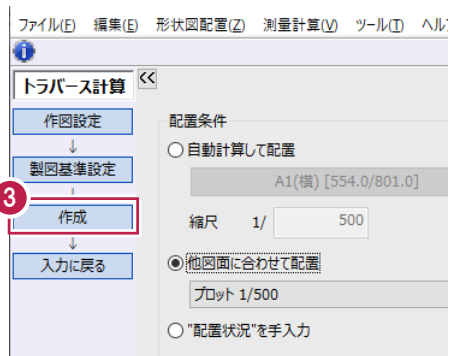 ファイル(F) 編集(E) 形状図配置(Z) 測量計算(V) ツール(T)
トラバース計算 <<
作図設定
↓
製図基準設定
3
作成
↓
入力に戻る
配置条件
自動計算して配置
A1(横) [554.0/801.0]
縮尺 1/ 500
他図面に合わせて配置
プロット 1/500
"配置状況"を手入力